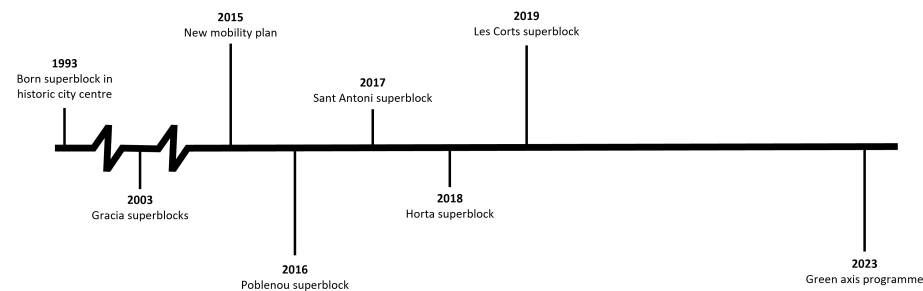 1993
Born superblock in
historic city centre
2003
Gracia superblocks
2015
New mobility plan
2016
Poblenou superblock
2017
Sant Antoni superblock
2018
Horta superblock
2019
Les Corts superblock
2023
Green axis programme